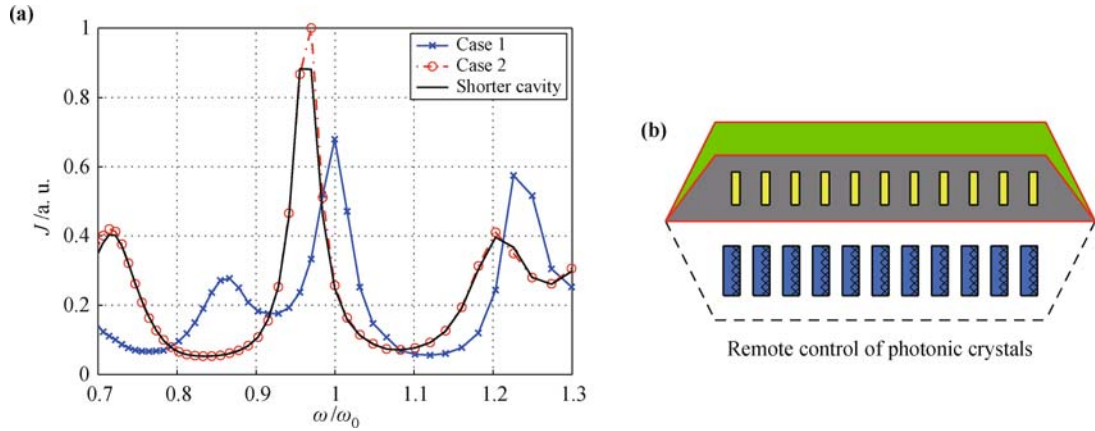 (a)
1
0.8
0.6
0.4
0.2
0
J/a. u.
0.7
0.8
0.9
1
1.1
1.2
1.3
ω/ω₀
Case 1
Case 2
Shorter cavity
(b)
Remote control of photonic crystals